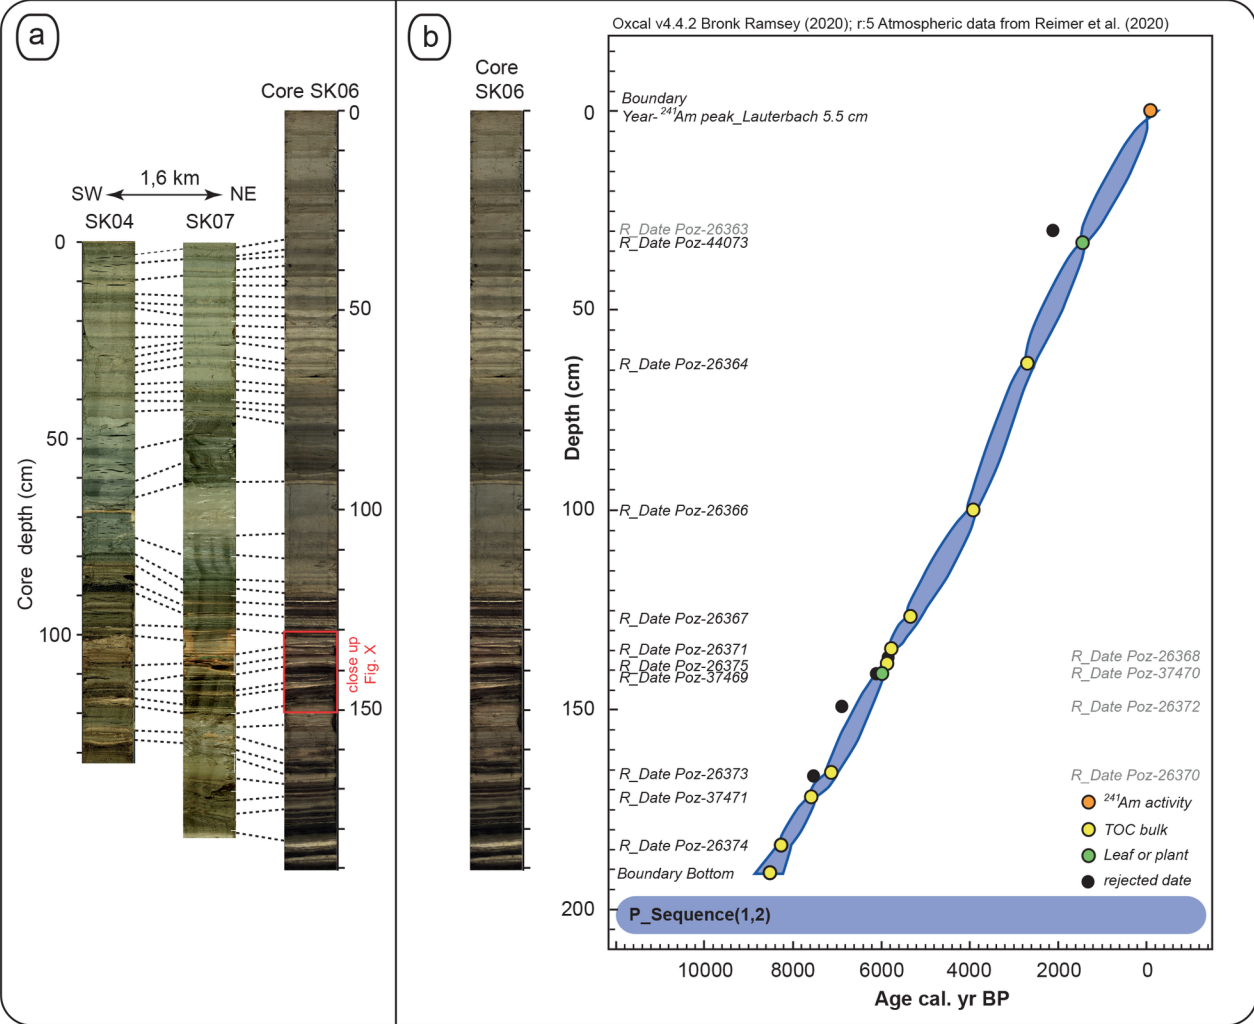 a
Core SK06
0
1,6 km
SW
NE
SK04
SK07
0
50
50
100
100
150
Core depth (cm)
close up
Fig. X
b
Core
SK06
Oxcal v4.4.2 Bronk Ramsey (2020); r:5 Atmospheric data from Reimer et al. (2020)
Boundary
Year-²⁴¹Am peak_Lauterbach 5.5 cm
R_Date Poz-26363
R_Date Poz-44073
R_Date Poz-26364
R_Date Poz-26366
R_Date Poz-26367
R_Date Poz-26371
R_Date Poz-26375
R_Date Poz-37469
R_Date Poz-26373
R_Date Poz-37471
R_Date Poz-26374
Boundary Bottom
R_Date Poz-26368
R_Date Poz-37470
R_Date Poz-26372
R_Date Poz-26370
²⁴¹Am activity
TOC bulk
Leaf or plant
rejected date
P_Sequence(1,2)
Depth (cm)
0
50
100
150
200
10000 8000 6000 4000 2000 0
Age cal. yr BP